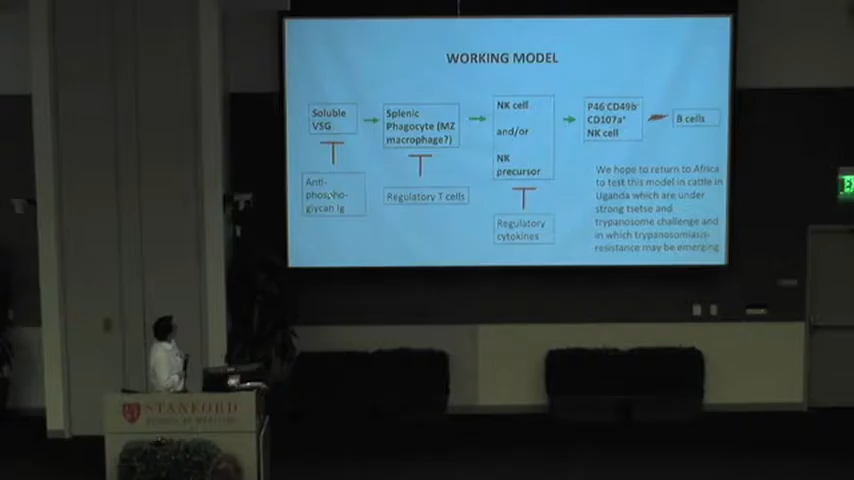 WORKING MODEL
Soluble
VSG
Splenic
Phagocyte (MZ
macrophage?)
NK cell
and/or
NK
precursor
P46⁻CD49b⁻
CD107a⁺
NK cell
B cells
Anti-
phospho-
glycan Ig
Regulatory T cells
Regulatory
cytokines
We hope to return to Africa
to test this model in cattle in
Uganda which are under
strong tsetse and
trypanosome challenge and
in which trypanosomiasis-
resistance may be emerging
STANFORD
SCHOOL OF MEDICINE